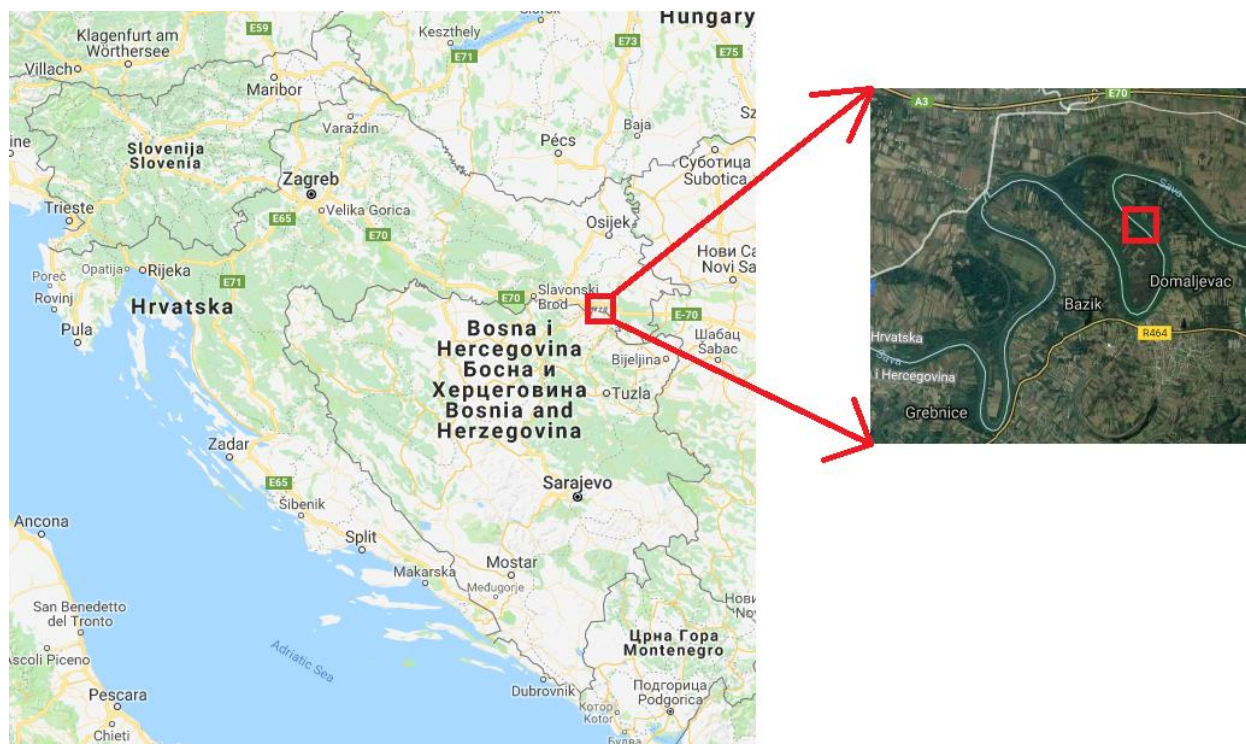 Hungary
Klagenfurt am
Wörthersee
E59
Keszthely
E73
E71
E75
Villach
Maribor
Varaždin
Pécs
Baja
Slovenija
Slovenia
Суботица
Subotica
Zagreb
Velika Gorica
Trieste
E65
Osijek
E70
Нови Са
Novi Sa
Poreč
Opatija
Rijeka
Rovinj
E71
Slavonski
Brod
E70
E-70
Hrvatska
Pula
Bosna i
Hercegovina
Босна и
Херцеговина
Bosnia and
Herzegovina
Шабац
Šabac
Bijeljina
Tuzla
Zadar
E65
Sarajevo
Šibenik
Ancona
Split
Makarska
Mostar
Međugorje
San Benedetto
del Tronto
Ascoli Piceno
Adriatic Sea
Црна Гора
Montenegro
Dubrovnik
Подгорица
Podgorica
Pescara
Котор
Kotor
Chieti
A3
E70
Sava
Domaljevac
Bazik
R464
Hrvatska
Sava
i Hercegovina
Grebnice